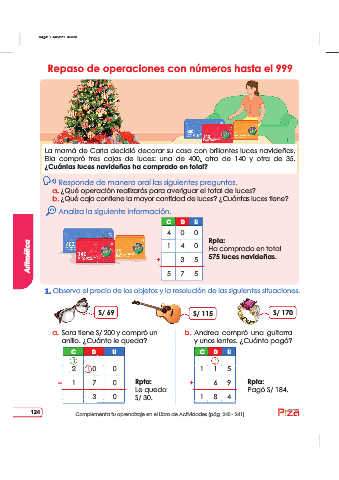 Repaso de operaciones con números hasta el 999
La mamá de Carla decidió decorar su casa con brillantes luces navideñas.
Ella compró tres cajas de luces: una de 400, otra de 140 y otra de 35.
¿Cuántas luces navideñas ha comprado en total?
Responde de manera oral las siguientes preguntas.
a. ¿Qué operación realizarás para averiguar el total de luces?
b. ¿Qué caja contiene la mayor cantidad de luces? ¿Cuántas luces tiene?
Analiza la siguiente información.
C D U
4 0 0
1 4 0
+ 3 5
5 7 5
Rpta:
Ha comprado en total
575 luces navideñas.
Aritmética
1. Observa el precio de los objetos y la resolución de las siguientes situaciones.
S/ 69
S/ 115
S/ 170
a. Sara tiene S/ 200 y compró un
anillo. ¿Cuánto le queda?
C D U
2 0 0
- 1 7 0
3 0
Rpta:
Le queda
S/ 30.
b. Andrea compró una guitarra
y unos lentes. ¿Cuánto pagó?
C D U
1 1 5
+ 6 9
1 8 4
Rpta:
Pagó S/ 184.
124
Complementa tu aprendizaje en el Libro de Actividades (pág. 240 - 241)